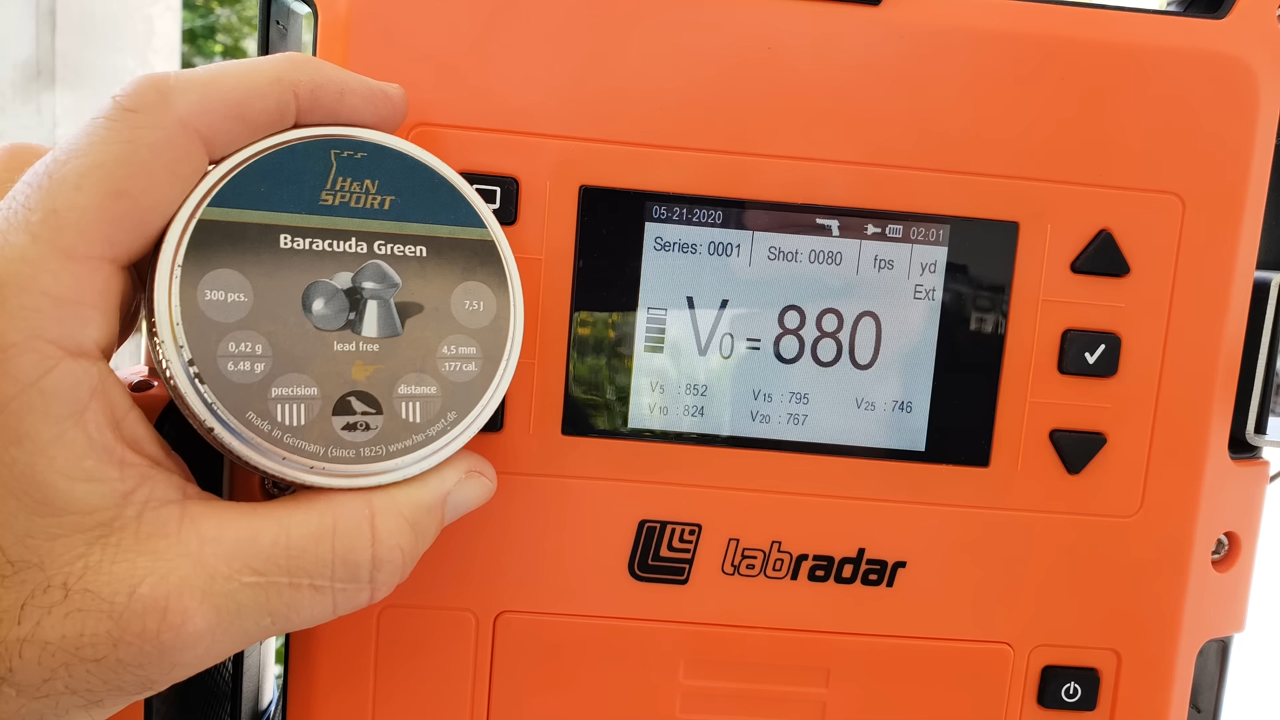 H&N
SPORT
Baracuda Green
300 pcs.
7,5 J
lead free
0,42 g
6.48 gr
4,5 mm
.177 cal.
precision
distance
made in Germany (since 1825) www.hn-sport.de
05-21-2020
02:01
Series: 0001
Shot: 0080
fps
yd
Ext
V0 = 880
V5 : 852
V15 : 795
V25 : 746
V10 : 824
V20 : 767
labradar